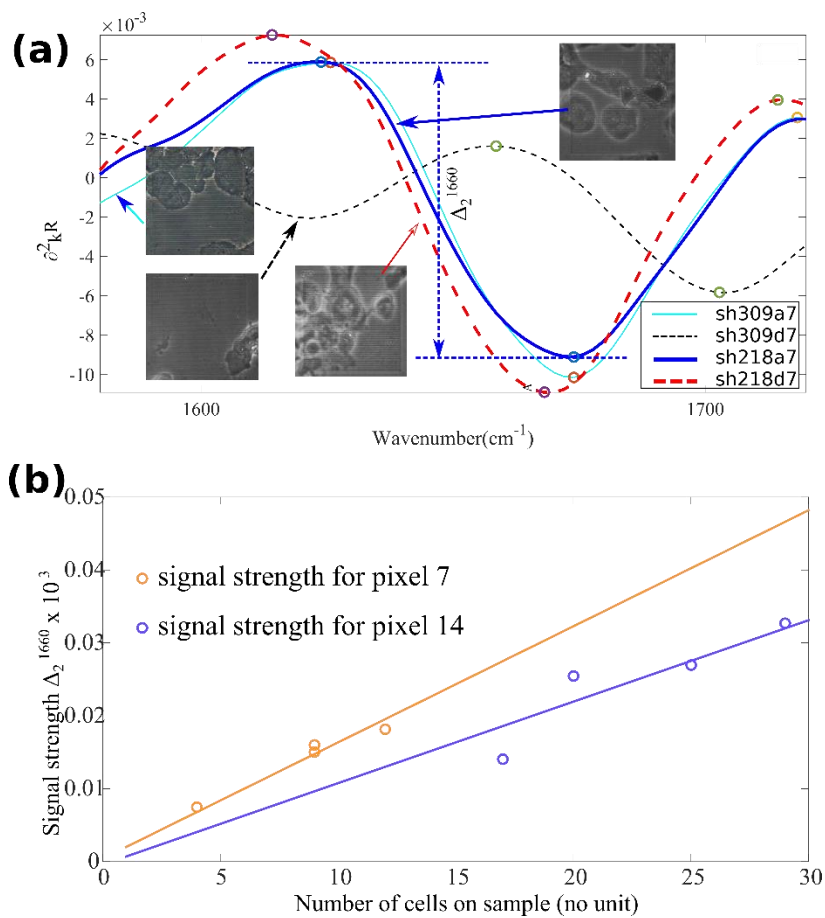 (a)
×10⁻³
6
4
2
0
-2
-4
-6
-8
-10
∂²kR
Δ₂¹⁶⁶⁰
sh309a7
sh309d7
sh218a7
sh218d7
1600
1700
Wavenumber(cm⁻¹)
(b)
0.05
0.04
0.03
0.02
0.01
0
Signal strength Δ₂¹⁶⁶⁰ x 10⁻³
signal strength for pixel 7
signal strength for pixel 14
0 5 10 15 20 25 30
Number of cells on sample (no unit)